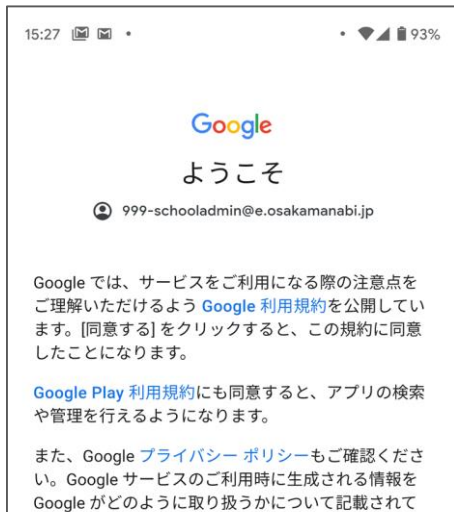 15:27 93%
Google
ようこそ
999-schooladmin@e.osakamanabi.jp
Google では、サービスをご利用になる際の注意点を
ご理解いただけるよう Google 利用規約を公開してい
ます。[同意する] をクリックすると、この規約に同意
したことになります。
Google Play 利用規約にも同意すると、アプリの検索
や管理を行えるようになります。
また、Google プライバシー ポリシーもご確認くださ
い。Google サービスのご利用時に生成される情報を
Google がどのように取り扱うかについて記載されて